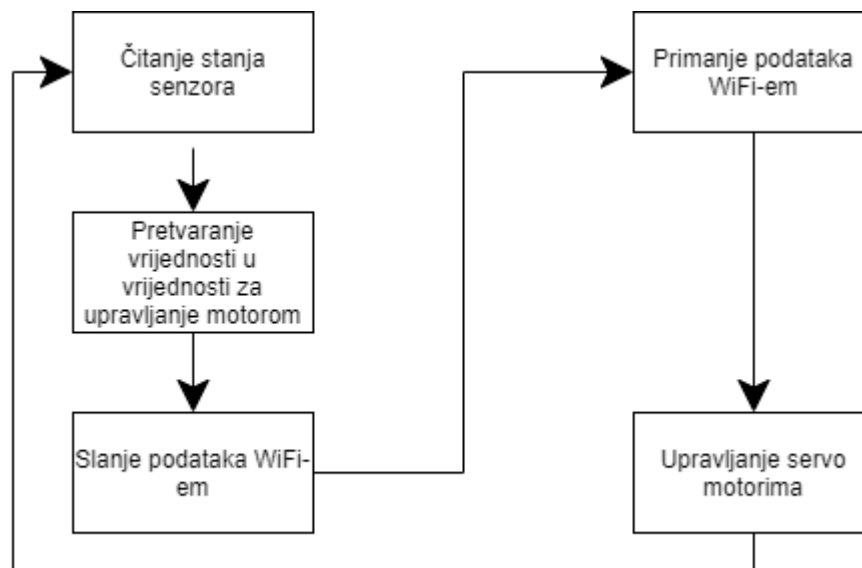 Čitanje stanja
senzora
Pretvaranje
vrijednosti u
vrijednosti za
upravljanje motorom
Slanje podataka WiFi-
em
Primanje podataka
WiFi-em
Upravljanje servo
motorima